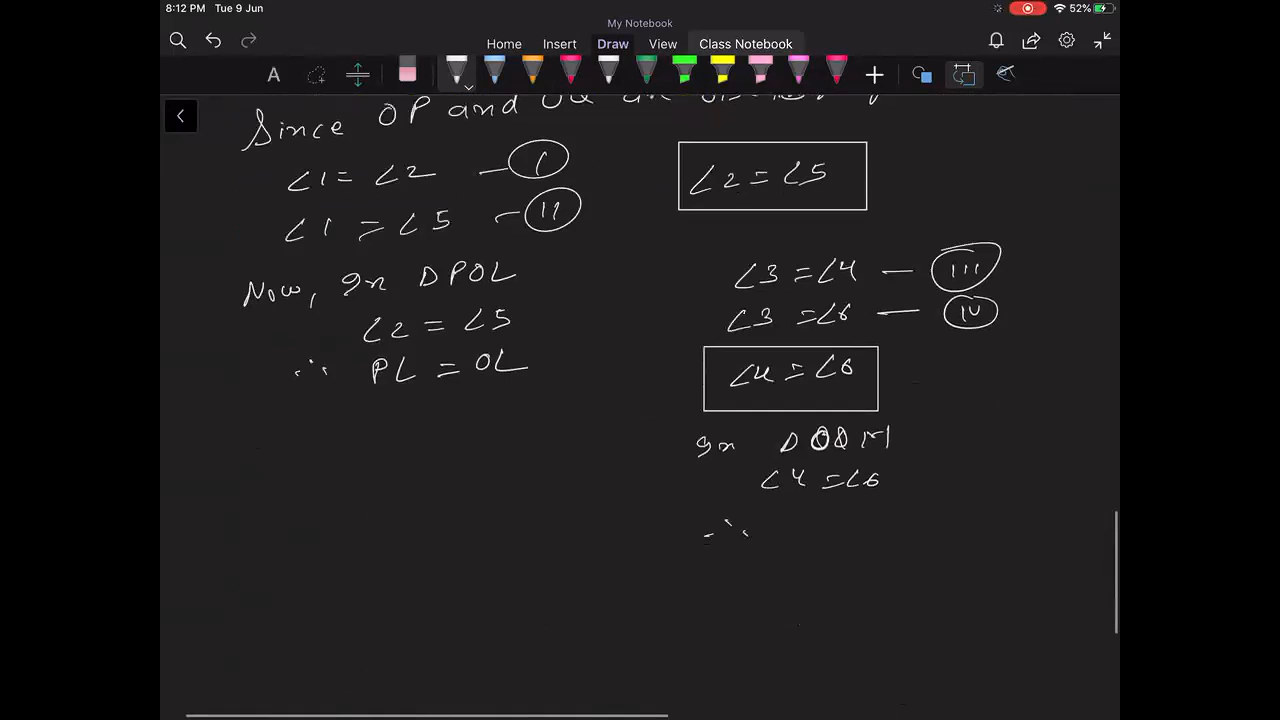 8:12 PM Tue 9 Jun
52%
My Notebook
Home Insert Draw View Class Notebook
A
Since OP and OQ
∠1 = ∠2 — (I)
∠1 = ∠5 — (II)
Now, In ΔPOL
∠2 = ∠5
∴ PL = OL
∠2 = ∠5
∠3 = ∠4 — (III)
∠3 = ∠6 — (IV)
∠4 = ∠6
In ΔOQM
∠4 = ∠6
∴